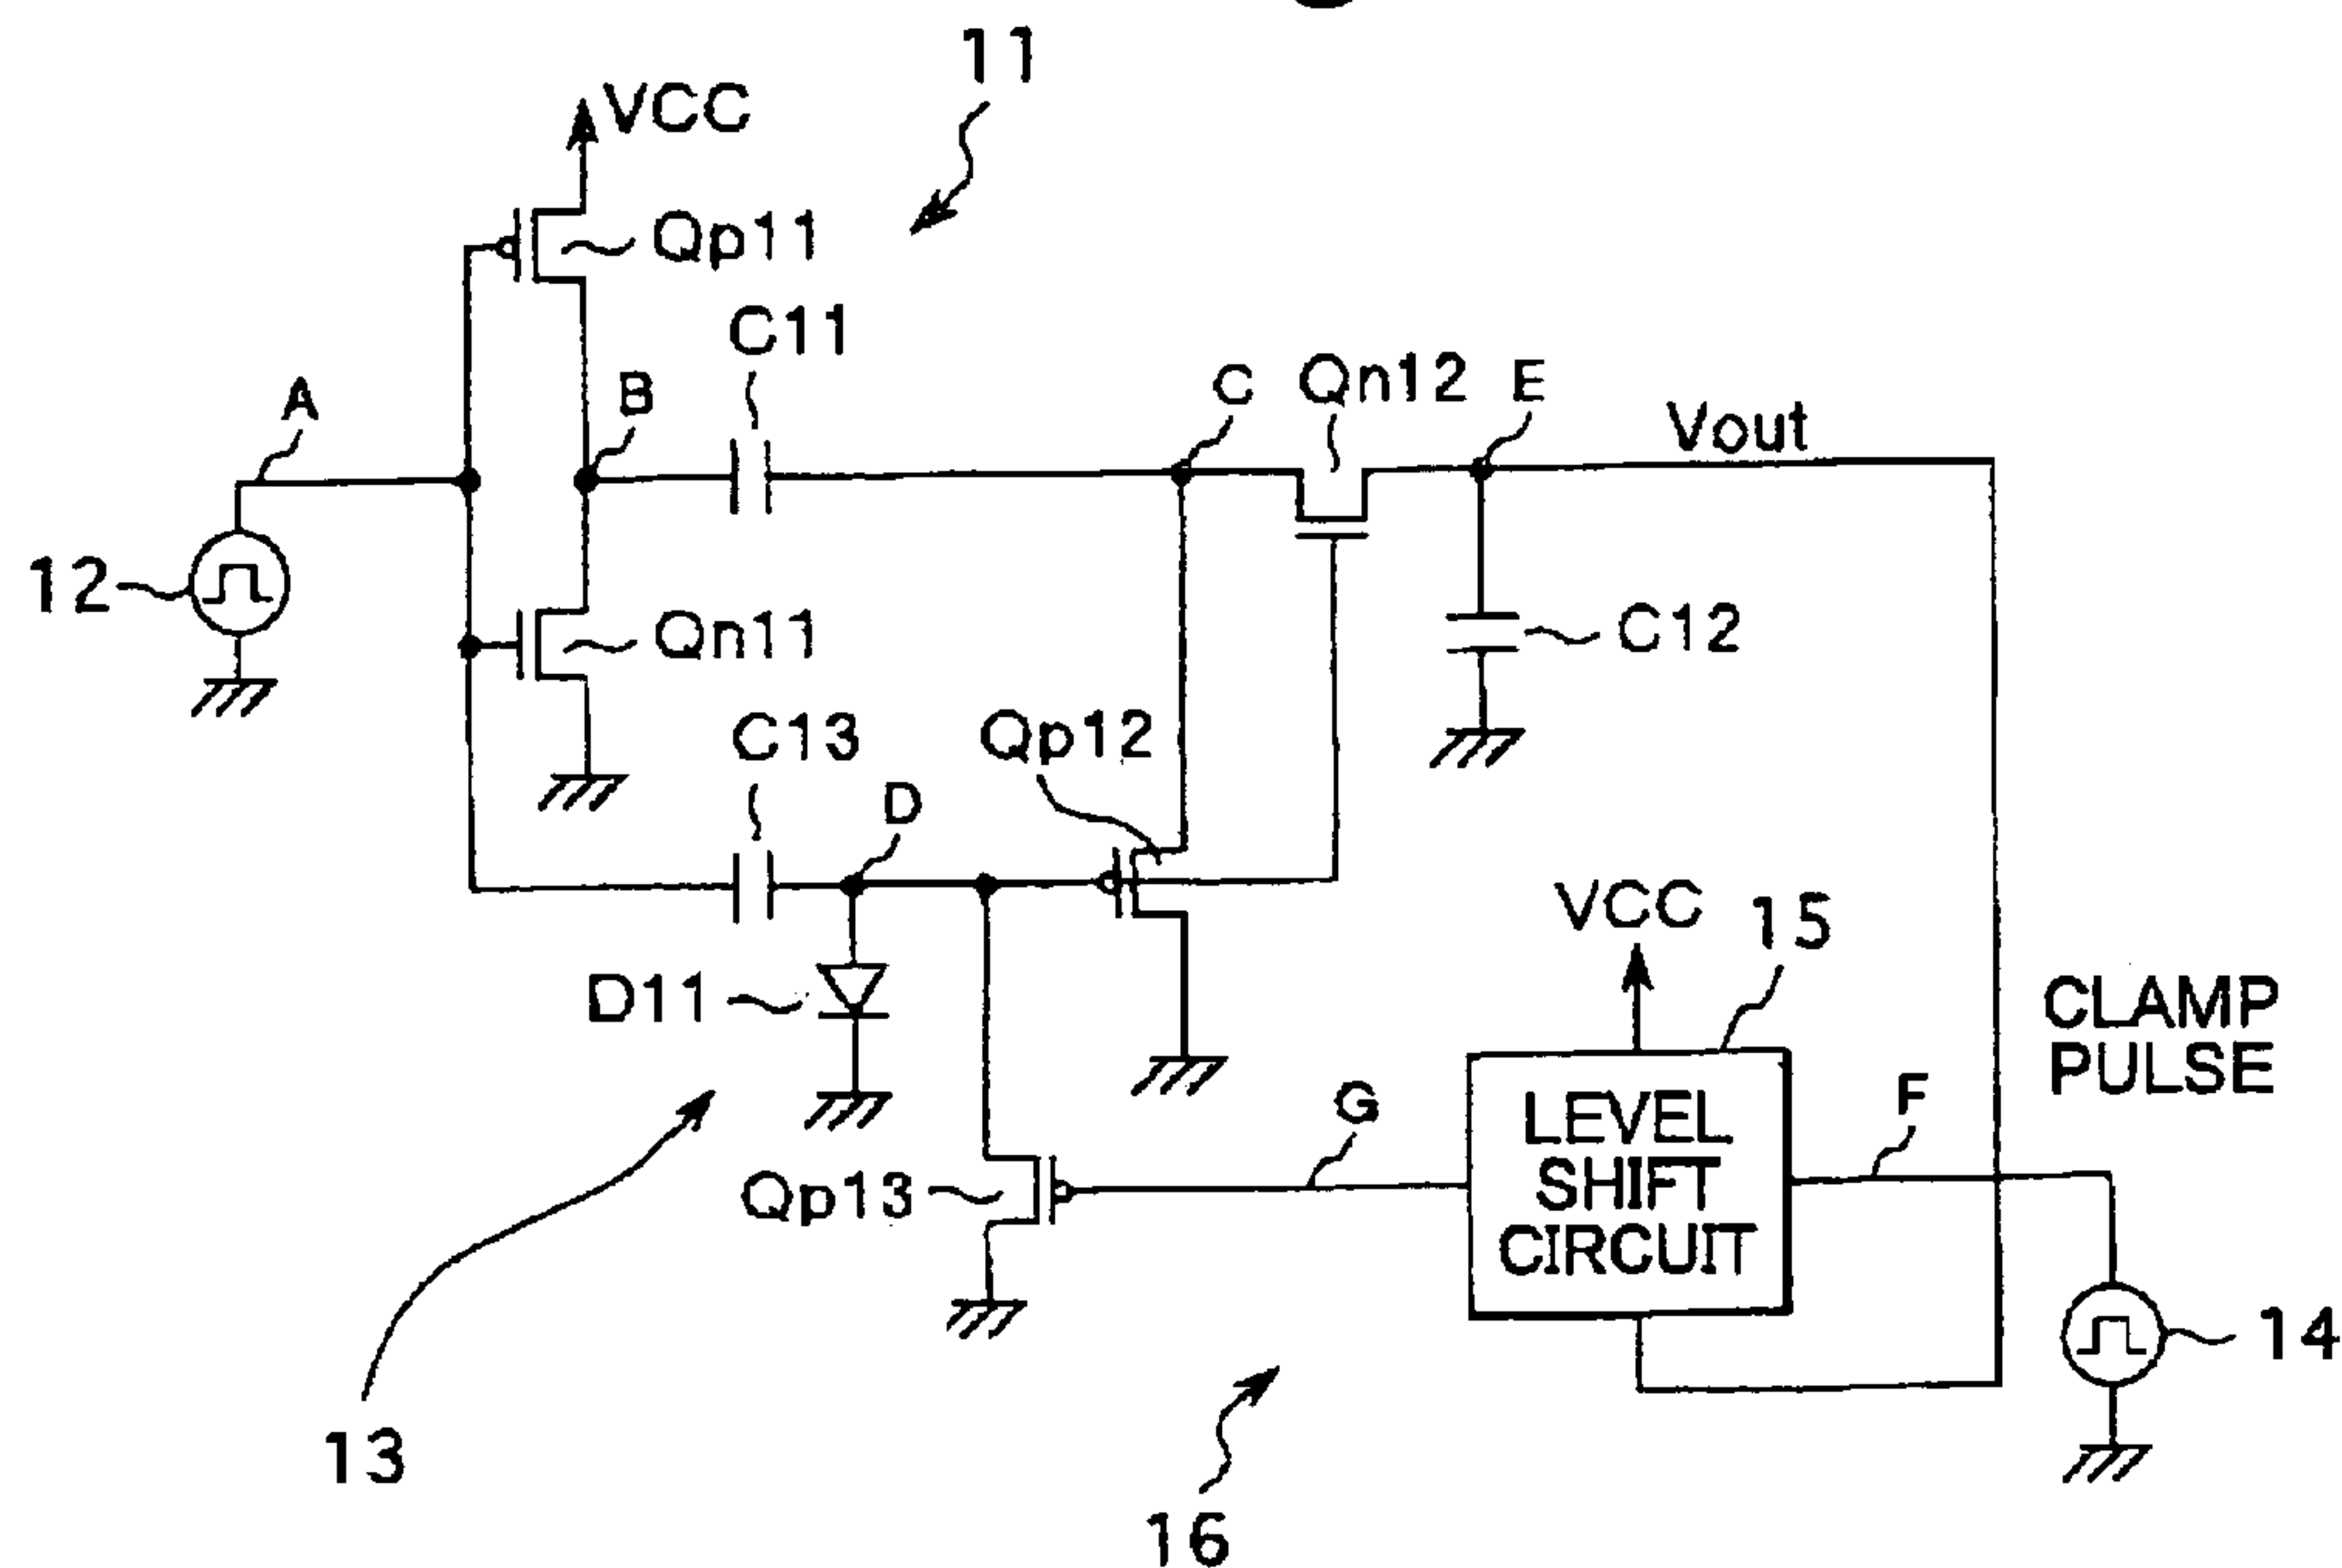 11
VCC
Qp11
C11
A
B
C
Qn12
E
Vout
12
Qn11
C12
C13
Qp12
D
VCC
15
D11
CLAMP
PULSE
G
LEVEL
SHIFT
CIRCUIT
F
Qp13
14
13
16